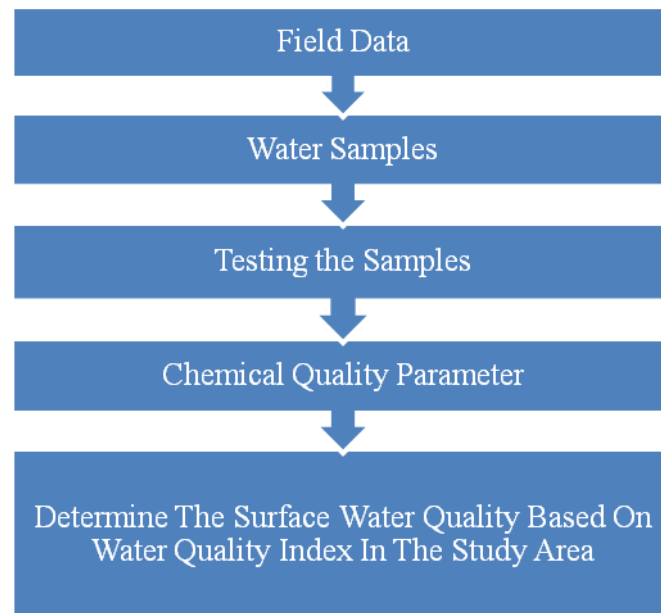 Field Data
Water Samples
Testing the Samples
Chemical Quality Parameter
Determine The Surface Water Quality Based On
Water Quality Index In The Study Area